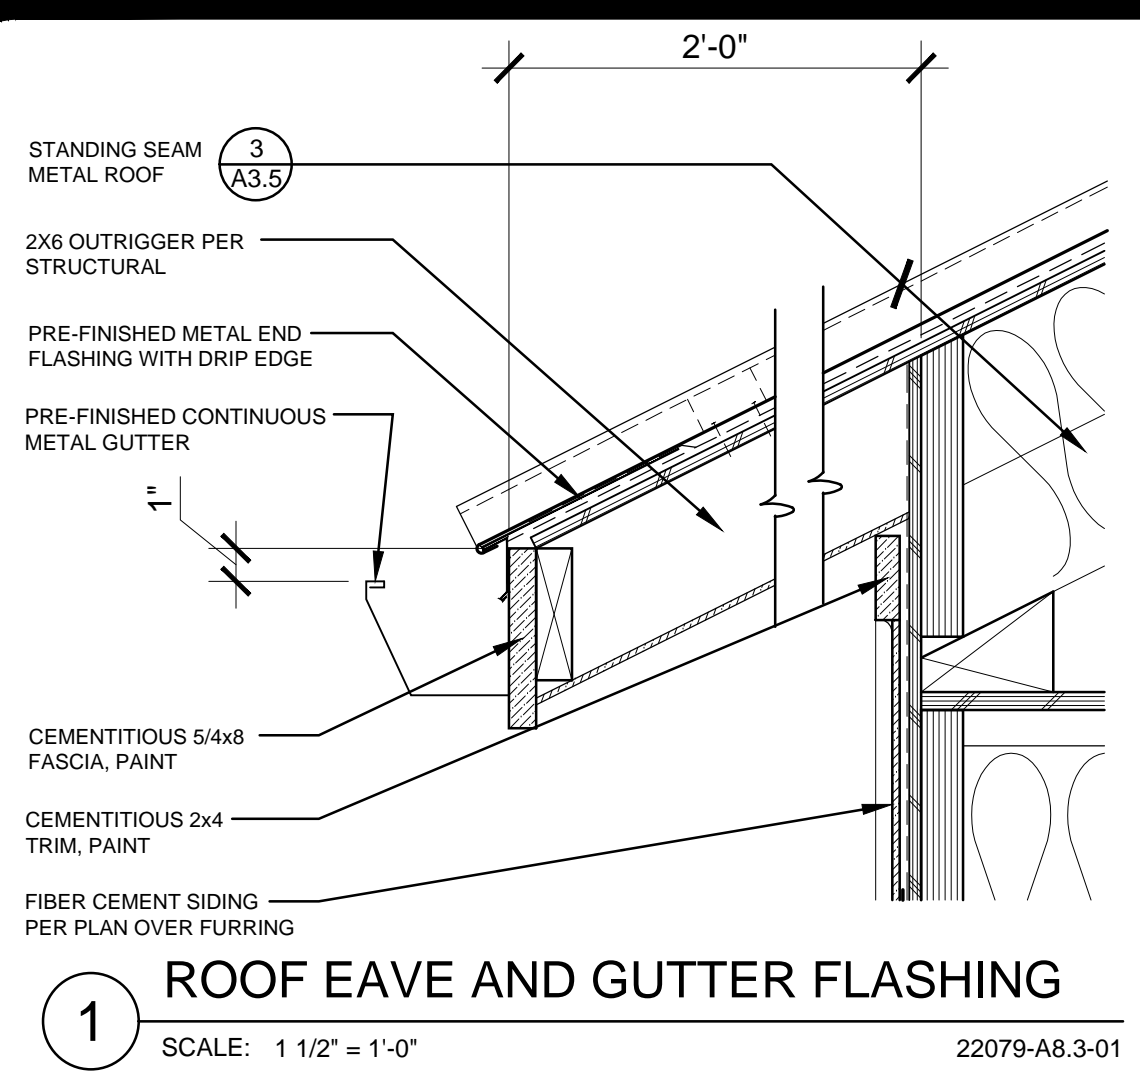 2'-0"
STANDING SEAM
METAL ROOF
3
A3.5
2X6 OUTRIGGER PER
STRUCTURAL
PRE-FINISHED METAL END
FLASHING WITH DRIP EDGE
PRE-FINISHED CONTINUOUS
METAL GUTTER
1"
CEMENTITIOUS 5/4x8
FASCIA, PAINT
CEMENTITIOUS 2x4
TRIM, PAINT
FIBER CEMENT SIDING
PER PLAN OVER FURRING
1
ROOF EAVE AND GUTTER FLASHING
SCALE: 1 1/2" = 1'-0"
22079-A8.3-01